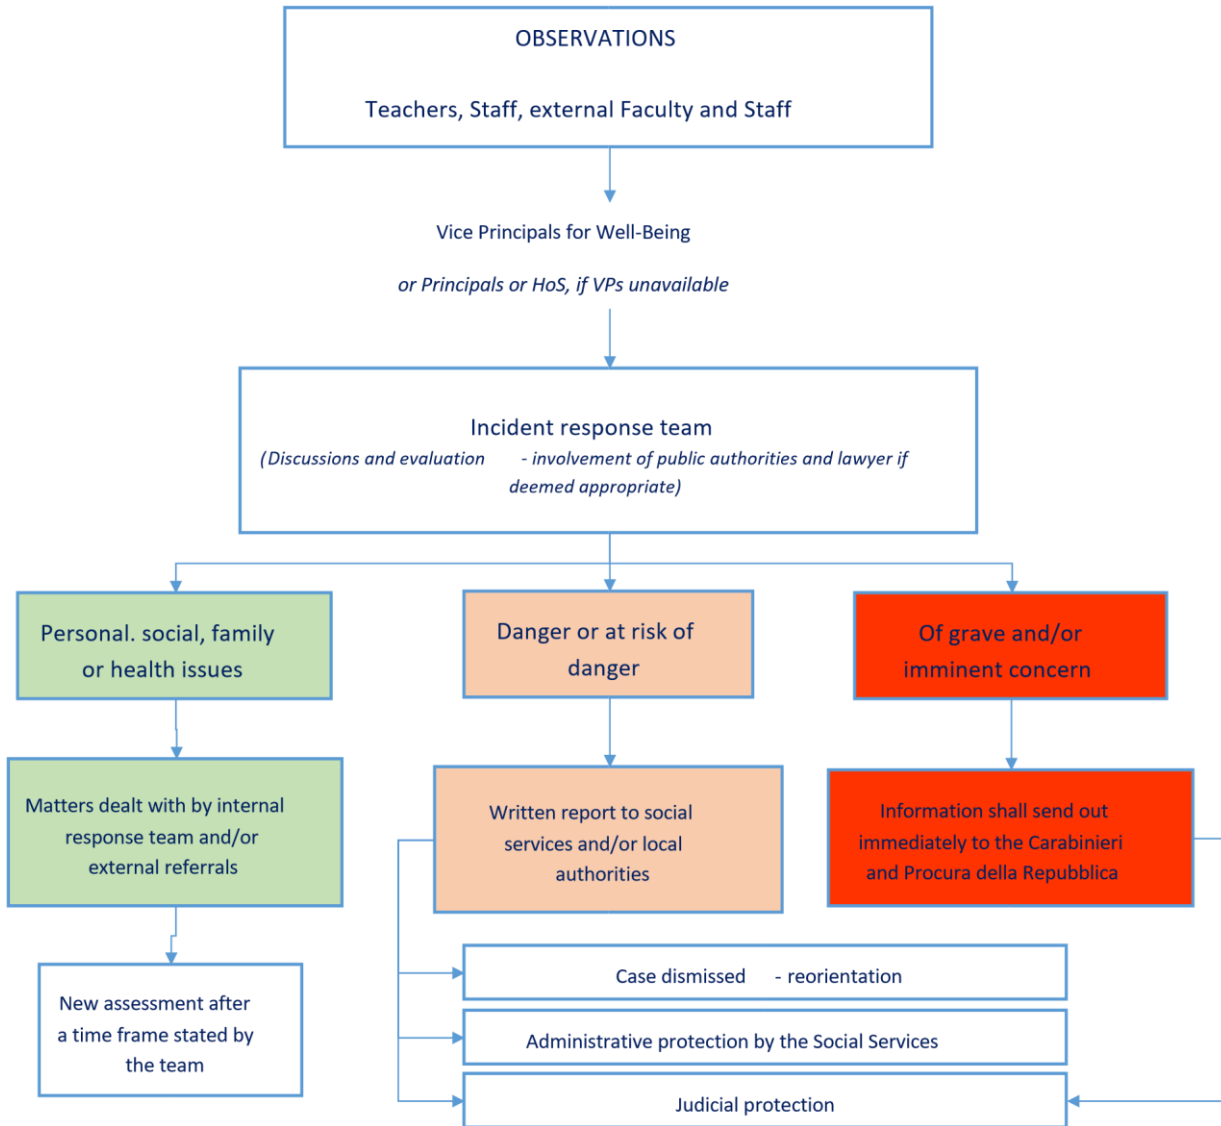 OBSERVATIONS
Teachers, Staff, external Faculty and Staff
Vice Principals for Well-Being
or Principals or HoS, if VPs unavailable
Incident response team
(Discussions and evaluation - involvement of public authorities and lawyer if
deemed appropriate)
Personal. social, family
or health issues
Danger or at risk of
danger
Of grave and/or
imminent concern
Matters dealt with by internal
response team and/or
external referrals
Written report to social
services and/or local
authorities
Information shall send out
immediately to the Carabinieri
and Procura della Repubblica
New assessment after
a time frame stated by
the team
Case dismissed - reorientation
Administrative protection by the Social Services
Judicial protection